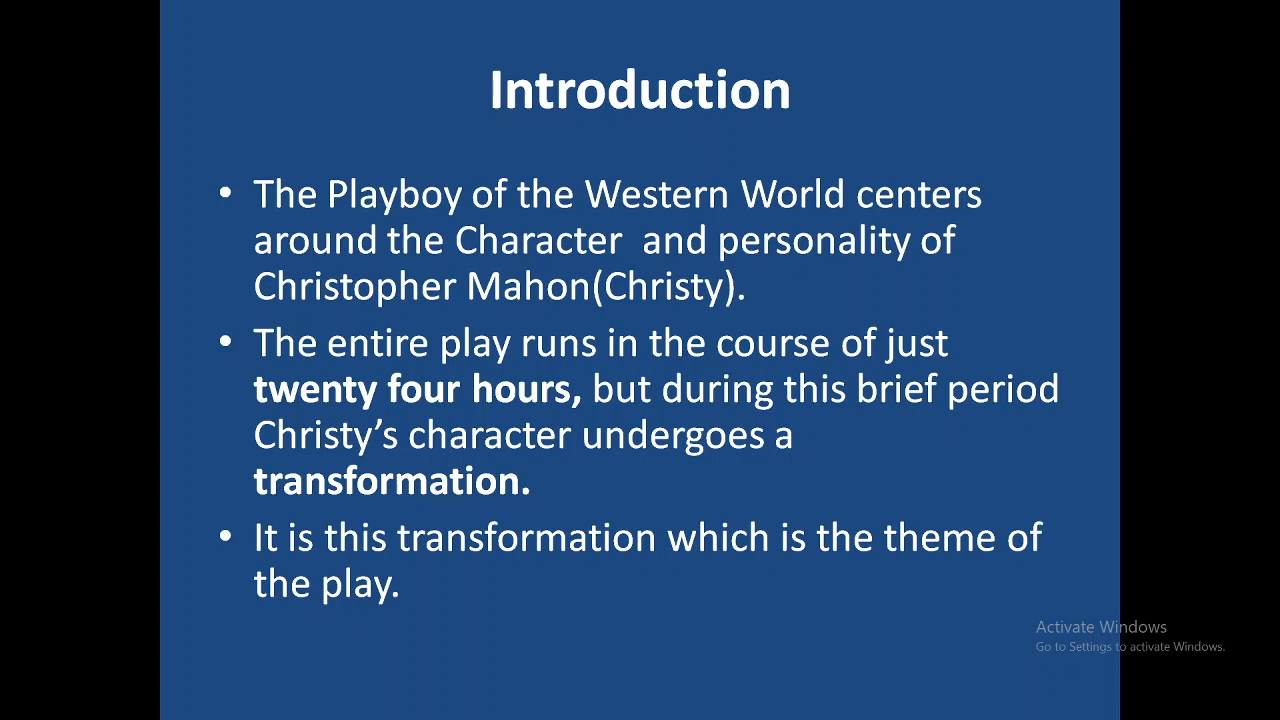 Introduction
• The Playboy of the Western World centers
around the Character  and personality of
Christopher Mahon(Christy).
• The entire play runs in the course of just
twenty four hours, but during this brief period
Christy’s character undergoes a
transformation.
• It is this transformation which is the theme of
the play.
Activate Windows
Go to Settings to activate Windows.